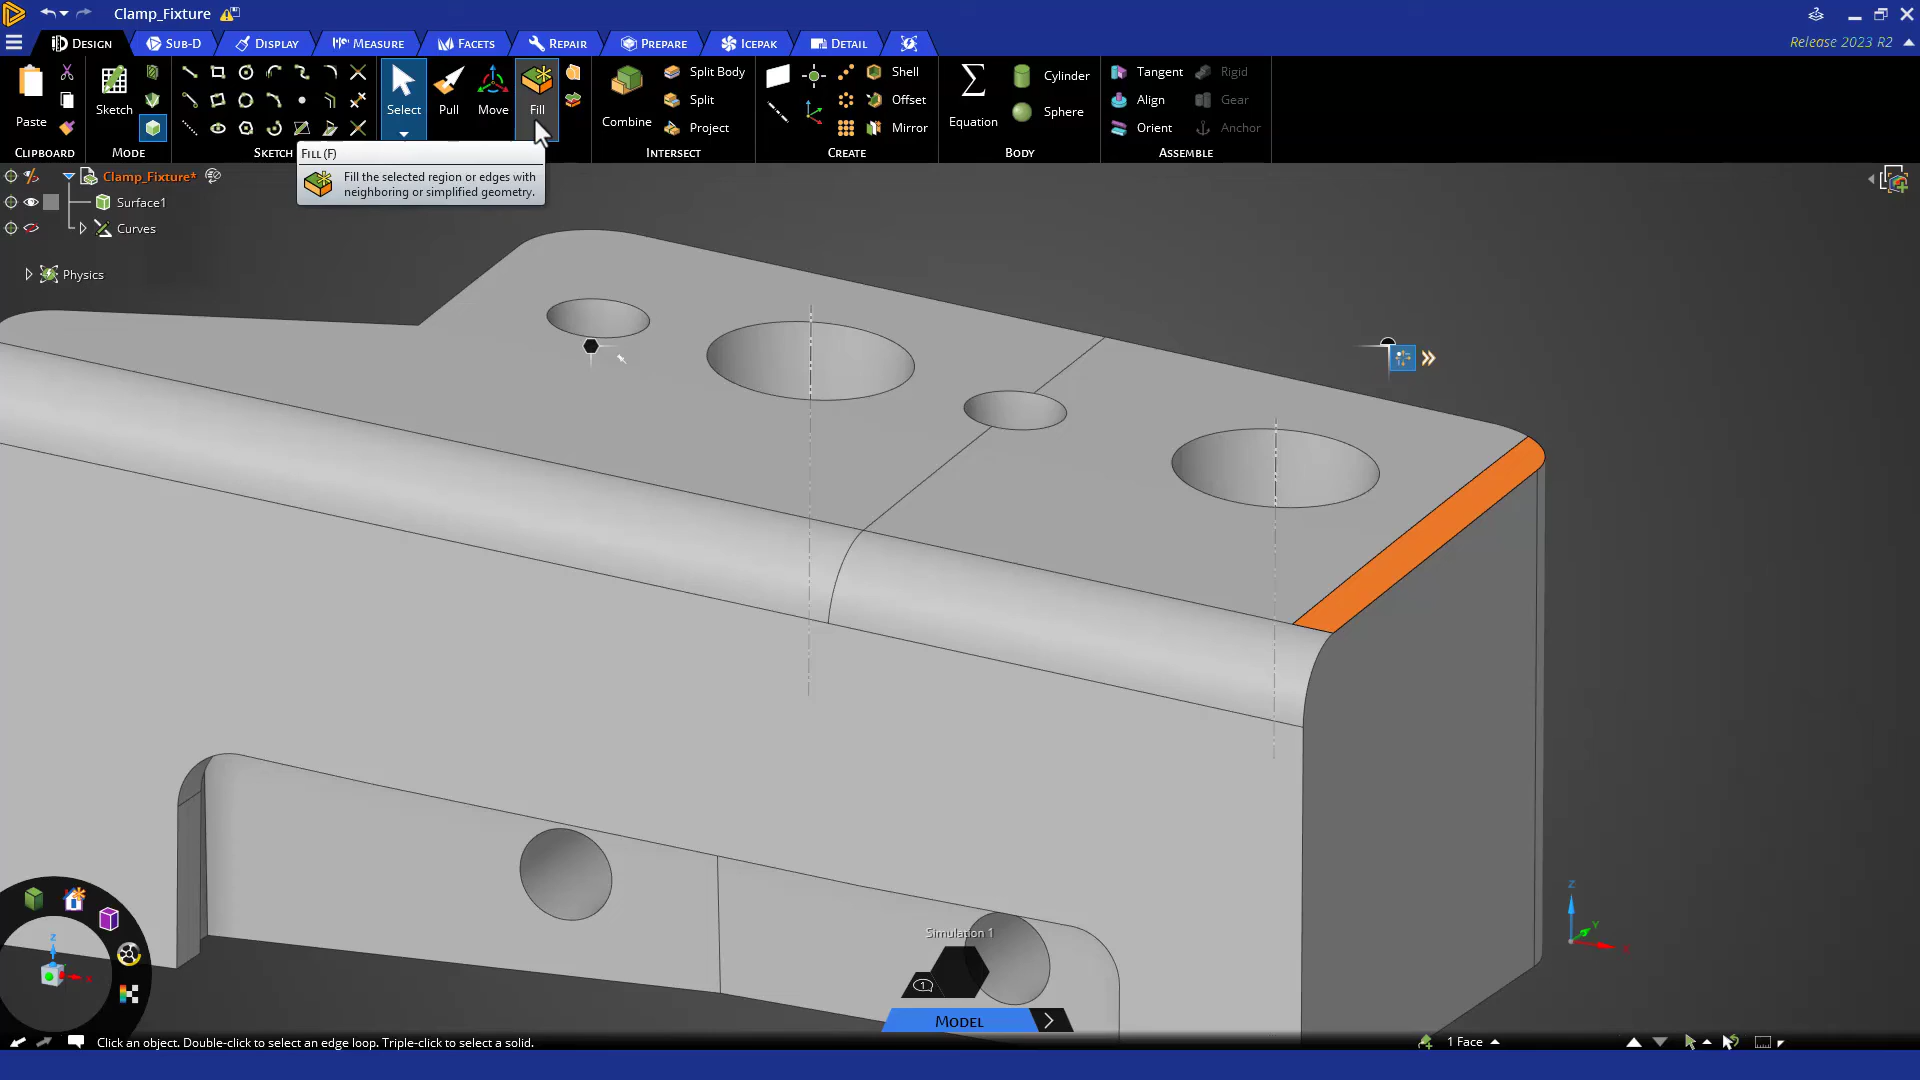 Clamp_Fixture
DESIGN
SUB-D
DISPLAY
MEASURE
FACETS
REPAIR
PREPARE
ICEPAK
DETAIL
Release 2023 R2
Paste
Sketch
Select
Pull
Move
Fill
Combine
Split Body
Split
Project
Shell
Offset
Mirror
Equation
Cylinder
Sphere
Tangent
Align
Orient
Rigid
Gear
Anchor
CLIPBOARD
MODE
SKETCH
INTERSECT
CREATE
BODY
ASSEMBLE
FILL (F)
Fill the selected region or edges with
neighboring or simplified geometry.
Clamp_Fixture*
Surface1
Curves
Physics
Z
Y
X
Z
X
Simulation 1
1
MODEL
Click an object. Double-click to select an edge loop. Triple-click to select a solid.
1 Face